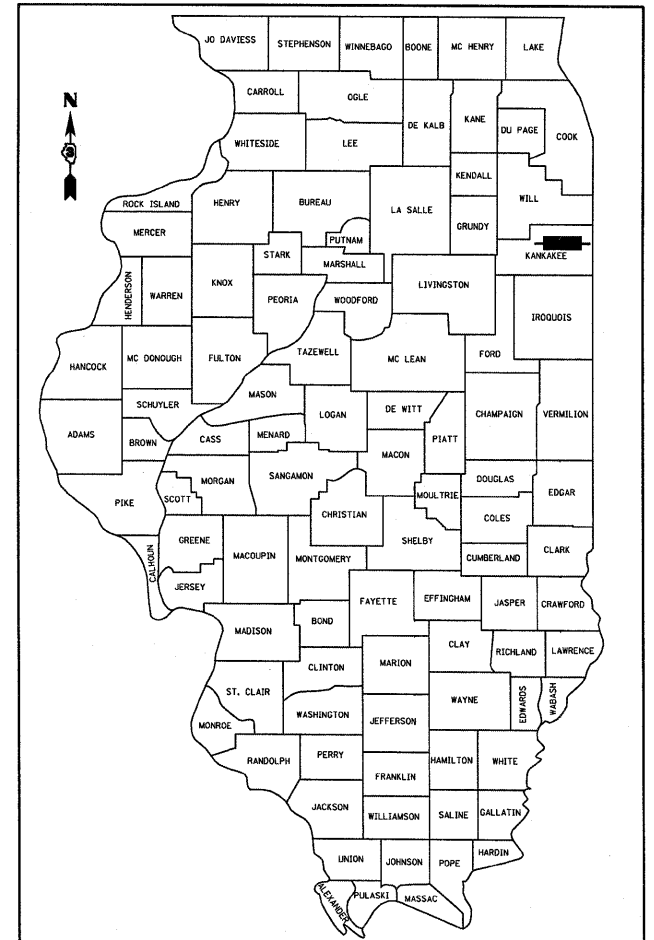 JO DAVIESS
STEPHENSON
WINNEBAGO
BOONE
MC HENRY
LAKE
CARROLL
OGLE
DE KALB
KANE
DU PAGE
COOK
N
WHITESIDE
LEE
KENDALL
WILL
ROCK ISLAND
HENRY
BUREAU
LA SALLE
GRUNDY
MERCER
PUTNAM
KANKAKEE
STARK
MARSHALL
HENDERSON
WARREN
KNOX
PEORIA
WOODFORD
LIVINGSTON
IROQUOIS
HANCOCK
MC DONOUGH
FULTON
TAZEWELL
MC LEAN
FORD
SCHUYLER
MASON
LOGAN
DE WITT
CHAMPAIGN
VERMILION
ADAMS
BROWN
CASS
MENARD
PIATT
MACON
PIKE
SCOTT
MORGAN
SANGAMON
CHRISTIAN
MOULTRIE
DOUGLAS
EDGAR
COLES
CALHOUN
GREENE
MACOUPIN
MONTGOMERY
SHELBY
CUMBERLAND
CLARK
JERSEY
FAYETTE
EFFINGHAM
JASPER
CRAWFORD
MADISON
BOND
CLAY
RICHLAND
LAWRENCE
CLINTON
MARION
ST. CLAIR
WAYNE
EDWARDS
WABASH
MONROE
WASHINGTON
JEFFERSON
RANDOLPH
PERRY
HAMILTON
WHITE
FRANKLIN
JACKSON
WILLIAMSON
SALINE
GALLATIN
UNION
JOHNSON
POPE
HARDIN
ALEXANDER
PULASKI
MASSAC